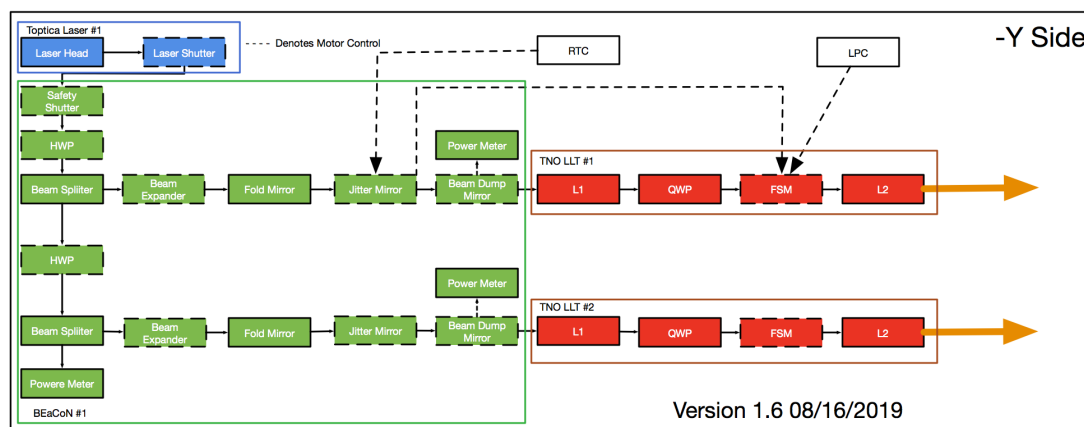 Toptica Laser #1
Laser Head
Laser Shutter
Denotes Motor Control
RTC
LPC
-Y Side
Safety
Shutter
HWP
Power Meter
TNO LLT #1
Beam Spliiter
Beam
Expander
Fold Mirror
Jitter Mirror
Beam Dump
Mirror
L1
QWP
FSM
L2
HWP
Power Meter
TNO LLT #2
Beam Spliiter
Beam
Expander
Fold Mirror
Jitter Mirror
Beam Dump
Mirror
L1
QWP
FSM
L2
Powere Meter
BEaCoN #1
Version 1.6 08/16/2019